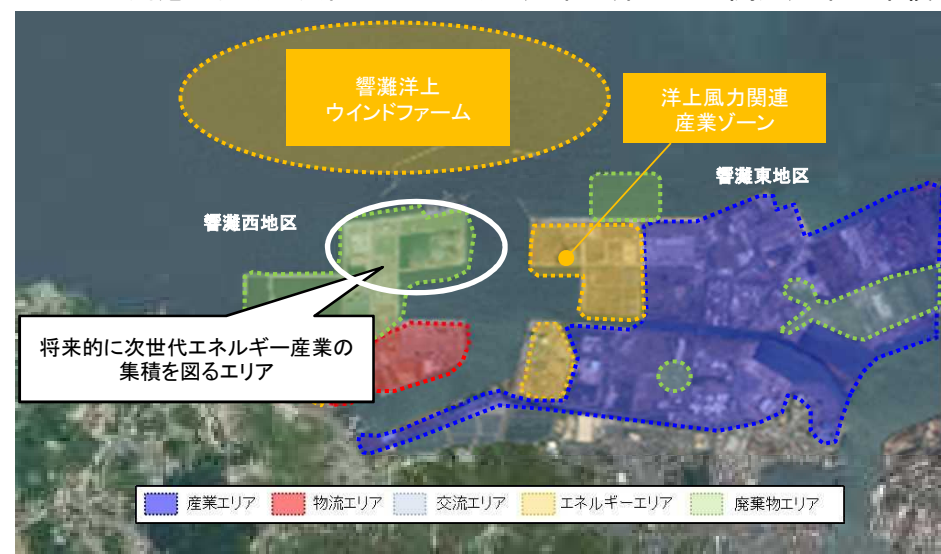 響灘洋上
ウインドファーム
洋上風力関連
産業ゾーン
響灘東地区
響灘西地区
将来的に次世代エネルギー産業の
集積を図るエリア
産業エリア
物流エリア
交流エリア
エネルギーエリア
廃棄物エリア